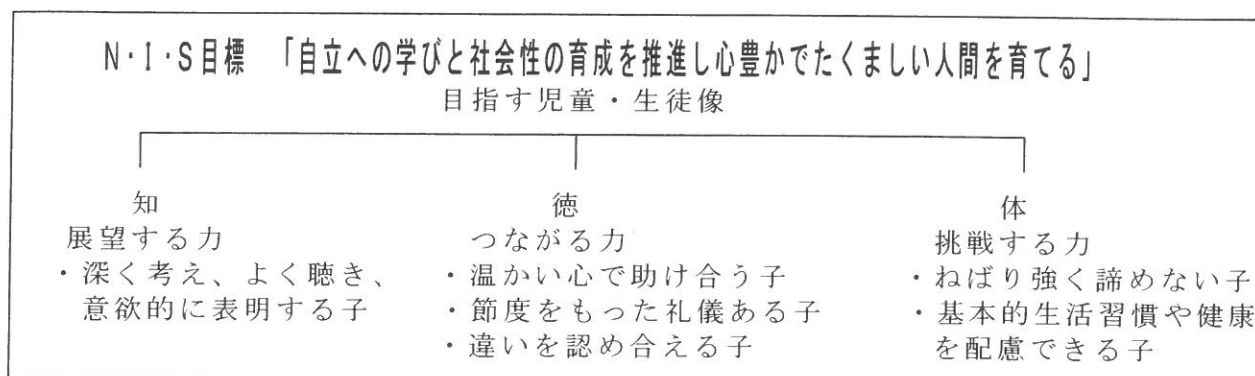 N・I・S目標 「自立への学びと社会性の育成を推進し心豊かでたくましい人間を育てる」
目指す児童・生徒像
知
展望する力
・深く考え、よく聴き、
意欲的に表明する子
徳
つながる力
・温かい心で助け合う子
・節度をもった礼儀ある子
・違いを認め合える子
体
挑戦する力
・ねばり強く諦めない子
・基本的生活習慣や健康
を配慮できる子